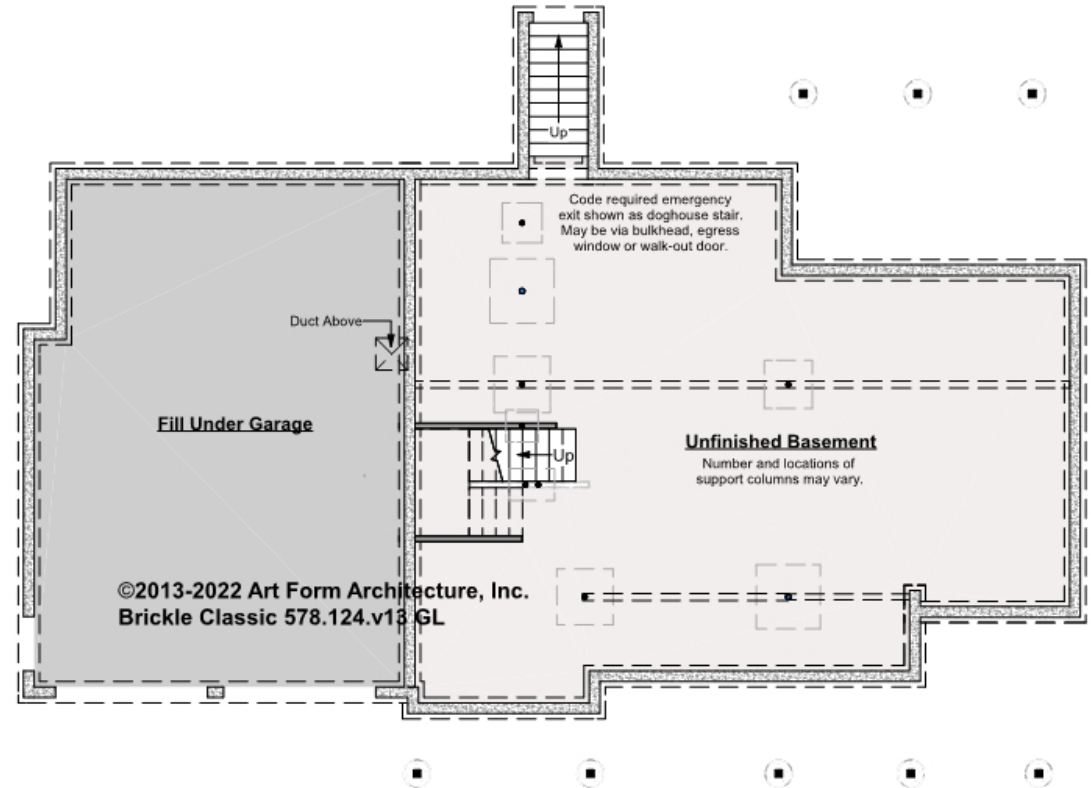 Up
Code required emergency
exit shown as doghouse stair.
May be via bulkhead, egress
window or walk-out door.
Duct Above
Fill Under Garage
Unfinished Basement
Number and locations of
support columns may vary.
Up
©2013-2022 Art Form Architecture, Inc.
Brickle Classic 578.124.v13 GL